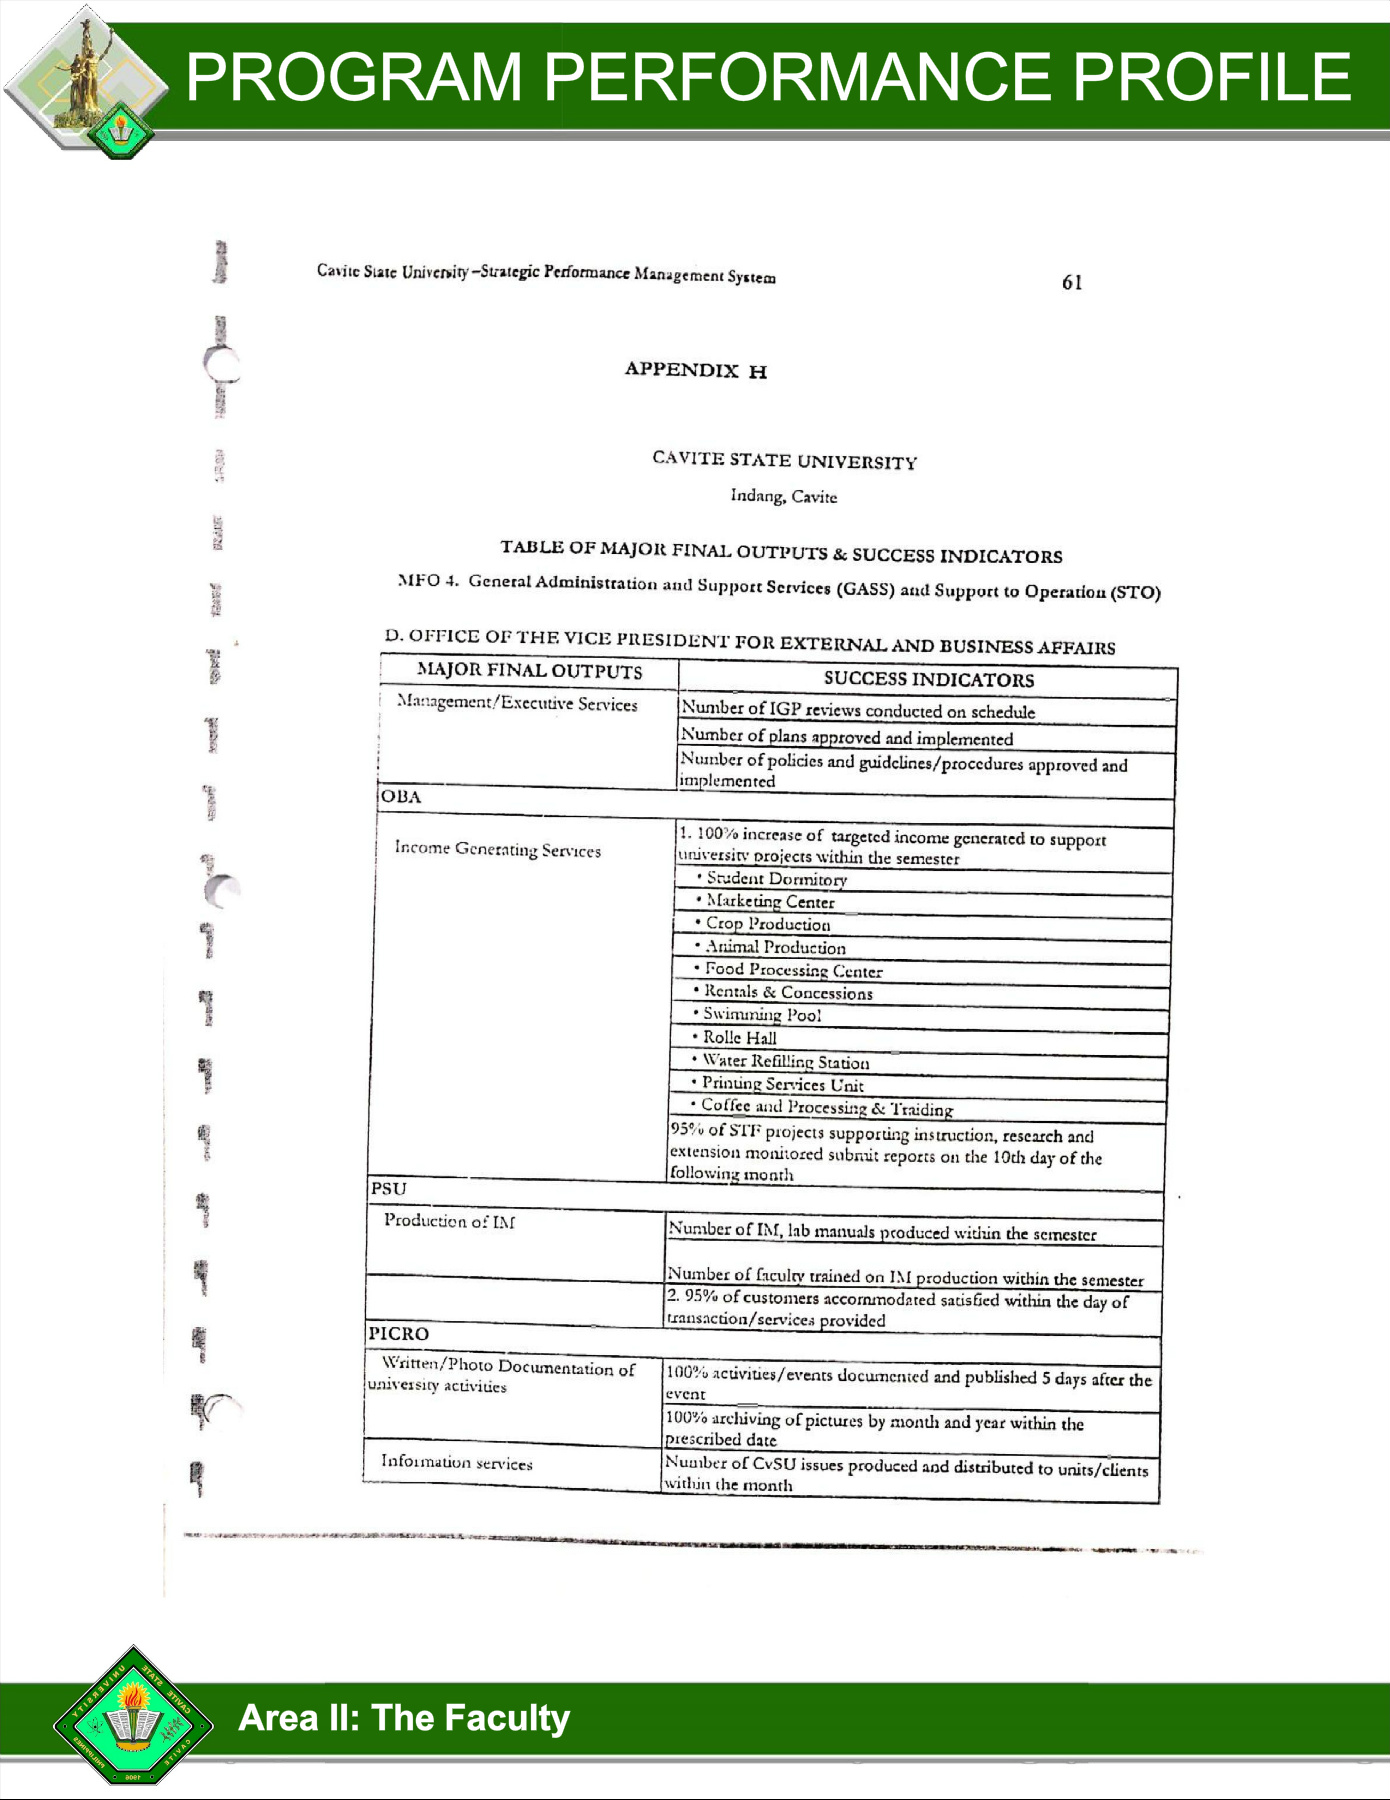 PROGRAM PERFORMANCE PROFILE
Cavite State University –Strategic Performance Management System
61
APPENDIX H
CAVITE STATE UNIVERSITY
Indang, Cavite
TABLE OF MAJOR FINAL OUTPUTS & SUCCESS INDICATORS
MFO 4. General Administration and Support Services (GASS) and Support to Operation (STO)
D. OFFICE OF THE VICE PRESIDENT FOR EXTERNAL AND BUSINESS AFFAIRS
MAJOR FINAL OUTPUTS
SUCCESS INDICATORS
Management/Executive Services
Number of IGP reviews conducted on schedule
Number of plans approved and implemented
Number of policies and guidelines/procedures approved and
implemented
OBA
Income Generating Services
1. 100% increase of targeted income generated to support
university projects within the semester
• Student Dormitory
• Marketing Center
• Crop Production
• Animal Production
• Food Processing Center
• Rentals & Concessions
• Swimming Pool
• Rolle Hall
• Water Refilling Station
• Printing Services Unit
• Coffee and Processing & Traiding
95% of STF projects supporting instruction, research and
extension monitored submit reports on the 10th day of the
following month
PSU
Production of IM
Number of IM, lab manuals produced within the semester
Number of faculty trained on IM production within the semester
2. 95% of customers accommodated satisfied within the day of
transaction/services provided
PICRO
Written/Photo Documentation of
university activities
100% activities/events documented and published 5 days after the
event
100% archiving of pictures by month and year within the
prescribed date
Information services
Number of CvSU issues produced and distributed to units/clients
within the month
CAVITE STATE UNIVERSITY
CAVITE
PHILIPPINES
1906
Area II: The Faculty